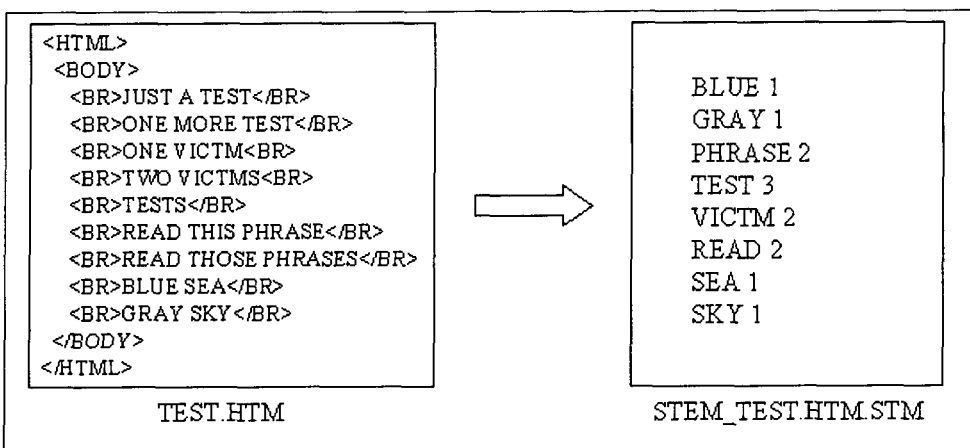 <HTML>
<BODY>
<BR>JUST A TEST</BR>
<BR>ONE MORE TEST</BR>
<BR>ONE VICTM<BR>
<BR>TWO VICTMS<BR>
<BR>TESTS</BR>
<BR>READ THIS PHRASE</BR>
<BR>READ THOSE PHRASES</BR>
<BR>BLUE SEA</BR>
<BR>GRAY SKY</BR>
</BODY>
</HTML>
TEST.HTM
BLUE 1
GRAY 1
PHRASE 2
TEST 3
VICTM 2
READ 2
SEA 1
SKY 1
STEM_TEST.HTM.STM